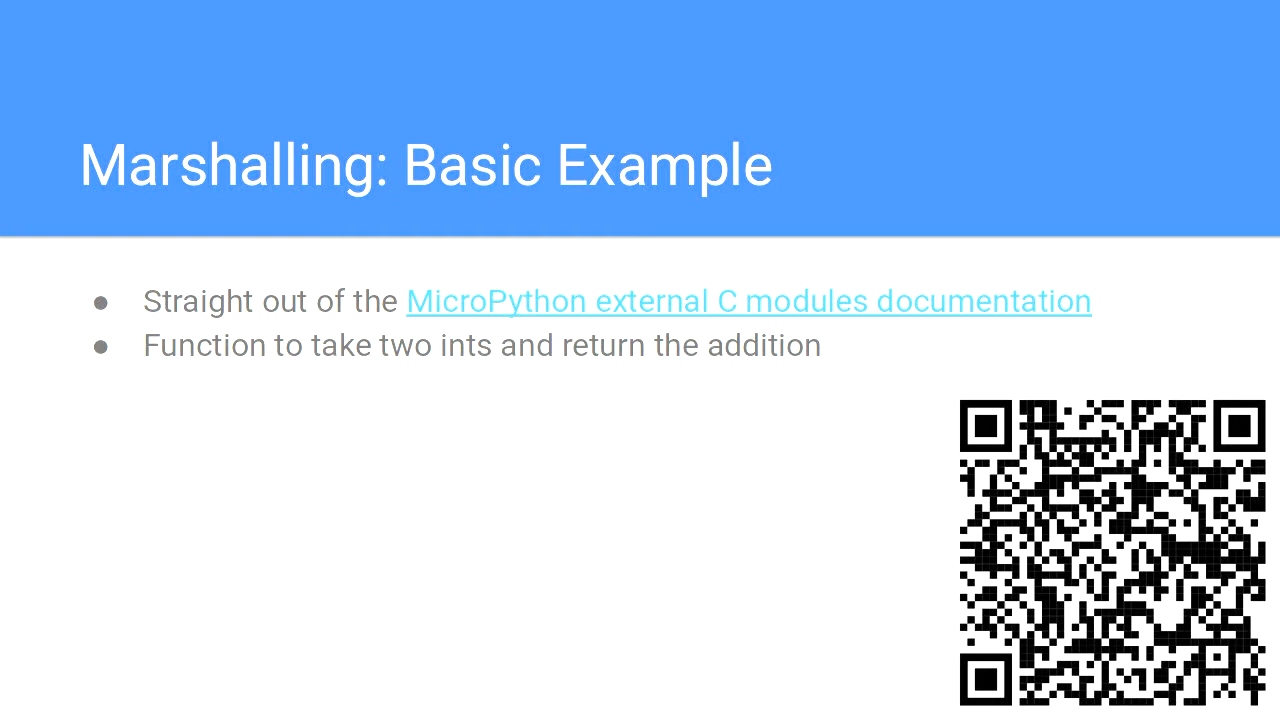 Marshalling: Basic Example
● Straight out of the MicroPython external C modules documentation
● Function to take two ints and return the addition